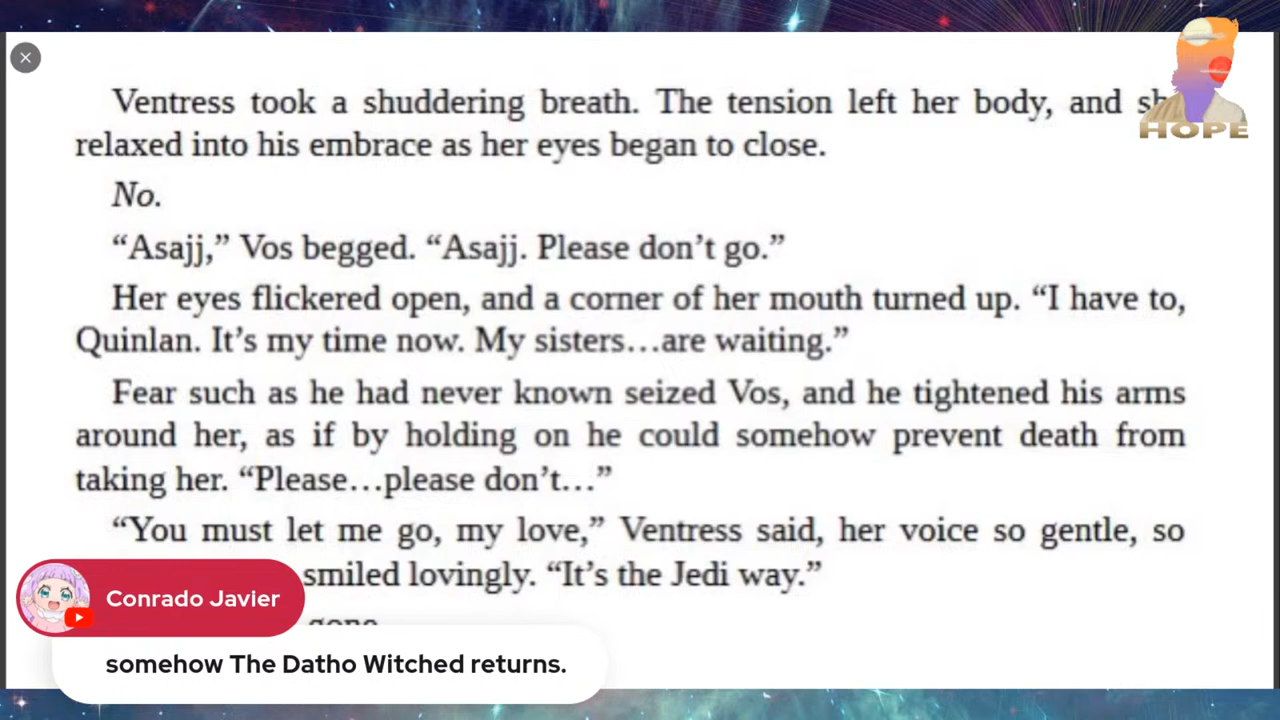 HOPE
Ventress took a shuddering breath. The tension left her body, and sh
relaxed into his embrace as her eyes began to close.
No.
“Asajj,” Vos begged. “Asajj. Please don’t go.”
Her eyes flickered open, and a corner of her mouth turned up. “I have to,
Quinlan. It’s my time now. My sisters…are waiting.”
Fear such as he had never known seized Vos, and he tightened his arms
around her, as if by holding on he could somehow prevent death from
taking her. “Please…please don’t…”
“You must let me go, my love,” Ventress said, her voice so gentle, so
smiled lovingly. “It’s the Jedi way.”
gone
Conrado Javier
somehow The Datho Witched returns.